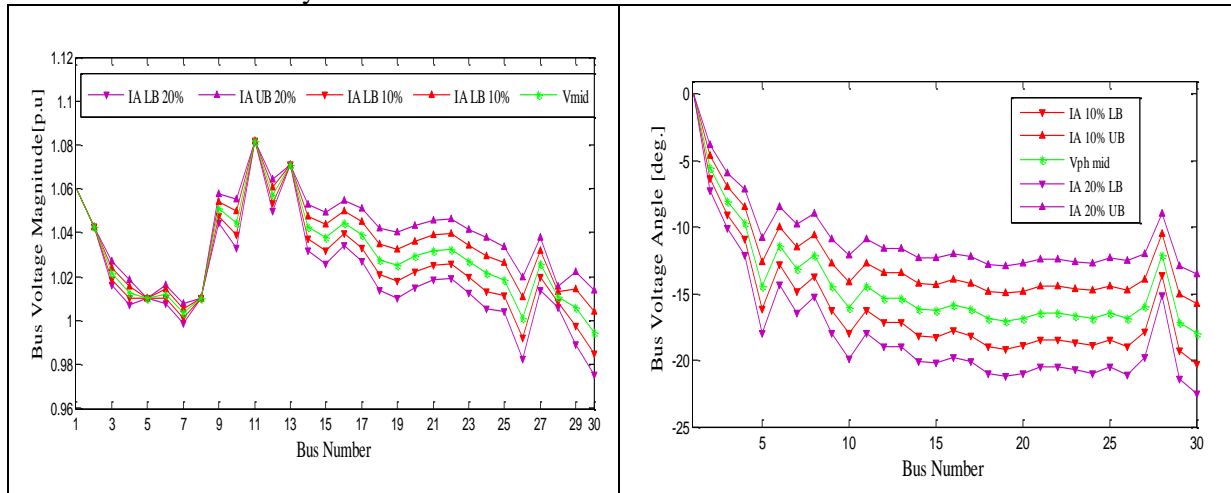 1.12
IA LB 20%
IA UB 20%
IA LB 10%
IA LB 10%
Vmid
1.1
1.08
1.06
1.04
1.02
1
0.98
0.96
Bus Voltage Magnitude[p.u]
1 3 5 7 9 11 13 15 17 19 21 23 25 27 29 30
Bus Number
0
-5
-10
-15
-20
-25
Bus Voltage Angle [deg.]
IA 10% LB
IA 10% UB
Vph mid
IA 20% LB
IA 20% UB
5 10 15 20 25 30
Bus Number